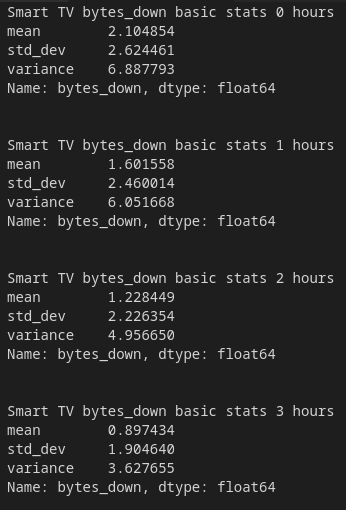 Smart TV bytes_down basic stats 0 hours
mean        2.104854
std_dev     2.624461
variance    6.887793
Name: bytes_down, dtype: float64
Smart TV bytes_down basic stats 1 hours
mean        1.601558
std_dev     2.460014
variance    6.051668
Name: bytes_down, dtype: float64
Smart TV bytes_down basic stats 2 hours
mean        1.228449
std_dev     2.226354
variance    4.956650
Name: bytes_down, dtype: float64
Smart TV bytes_down basic stats 3 hours
mean        0.897434
std_dev     1.904640
variance    3.627655
Name: bytes_down, dtype: float64